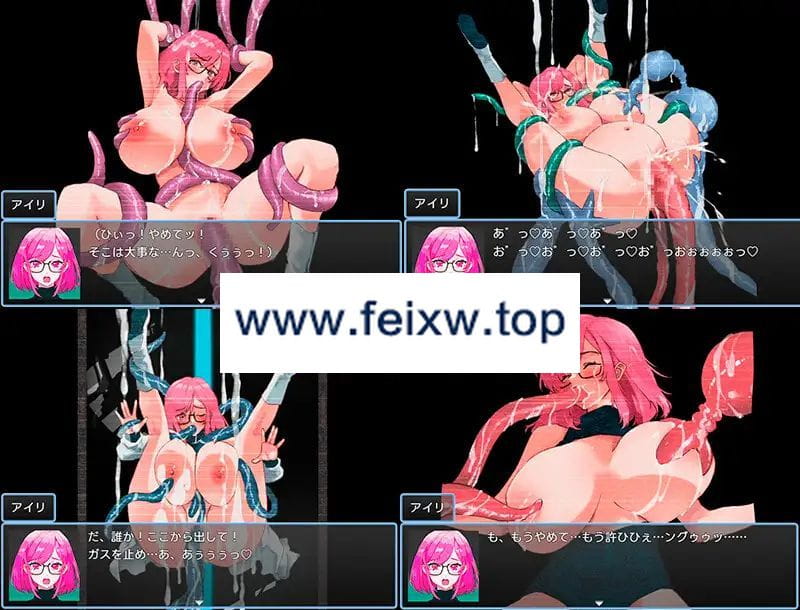 アイリ
(ひぃっ!やめてッ!
そこは大事な…んっ、くぅぅっ!)
アイリ
あ゛っ♡あ゛っ♡あ゛っ♡
お゛っ♡お゛っ♡お゛っ♡お゛っおぉぉぉぉっ♡
www.feixw.top
アイリ
だ、誰か!ここから出して!
ガスを止め…あ、あぅぅぅっ♡
アイリ
も、もうやめて…もう許ひひぇ…ングゥゥッ……